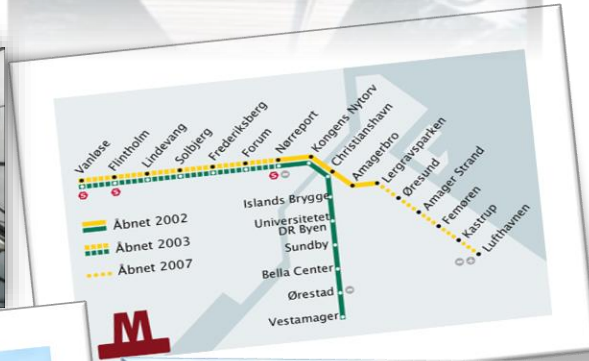 Vanløse
Flintholm
Lindevang
Solbjerg
Frederiksberg
Forum
Nørreport
Kongens Nytorv
Christianshavn
Amagerbro
Lergravsparken
Øresund
Amager Strand
Femøren
Kastrup
Lufthavnen
S
S
S
Islands Brygge
Universitetet
DR Byen
Sundby
Bella Center
Ørestad
Vestamager
Åbnet 2002
Åbnet 2003
Åbnet 2007
M